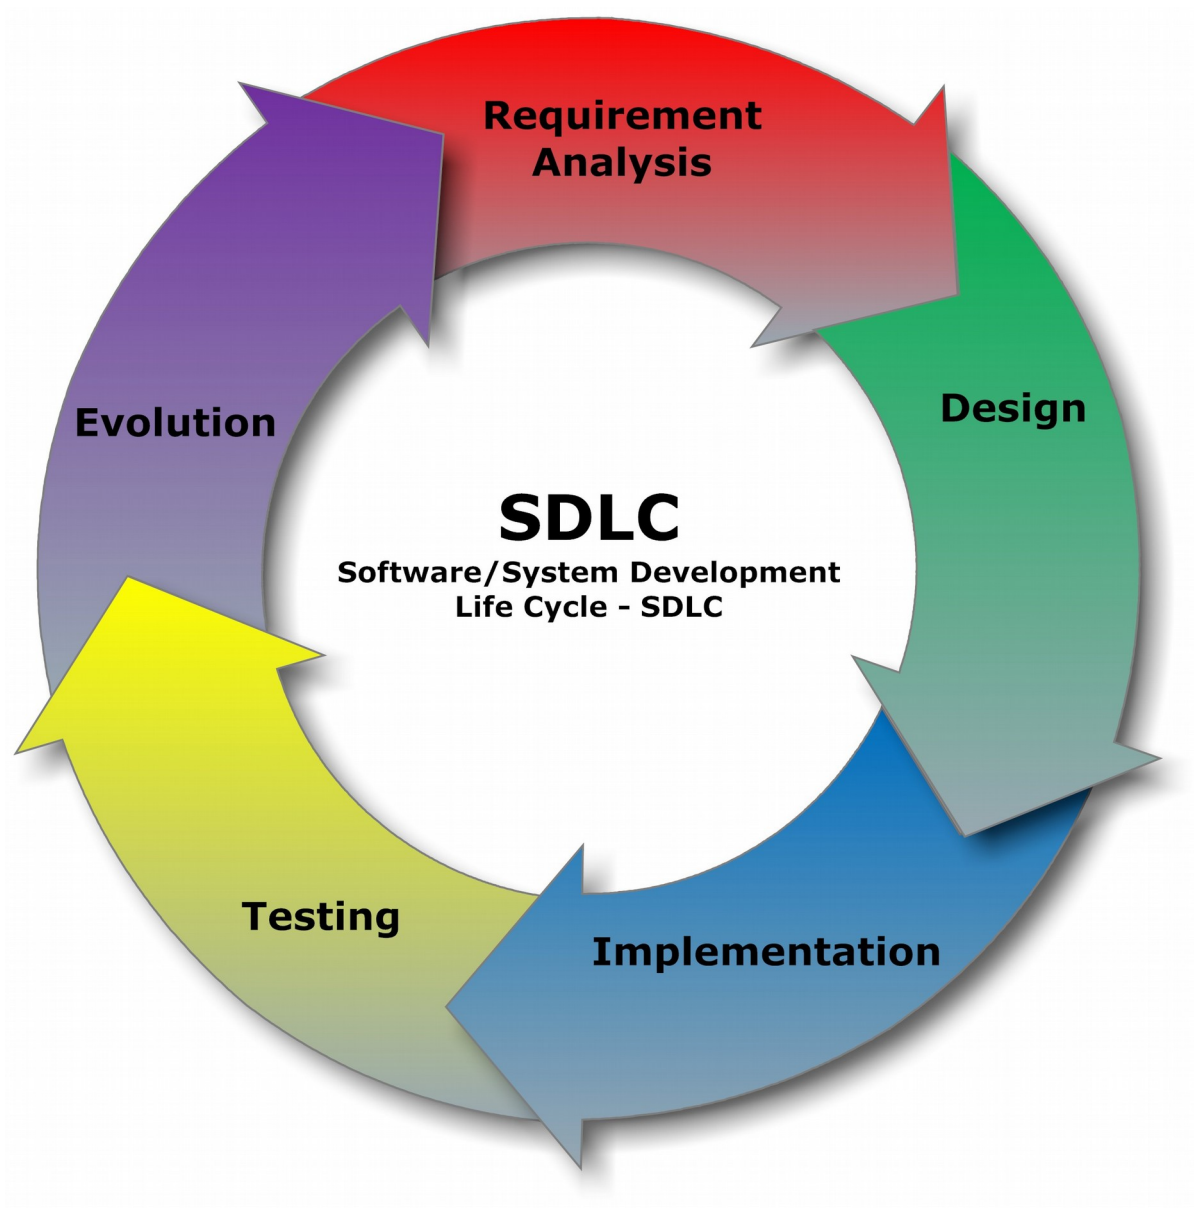 Requirement
Analysis
Design
Implementation
Testing
Evolution
SDLC
Software/System Development
Life Cycle - SDLC